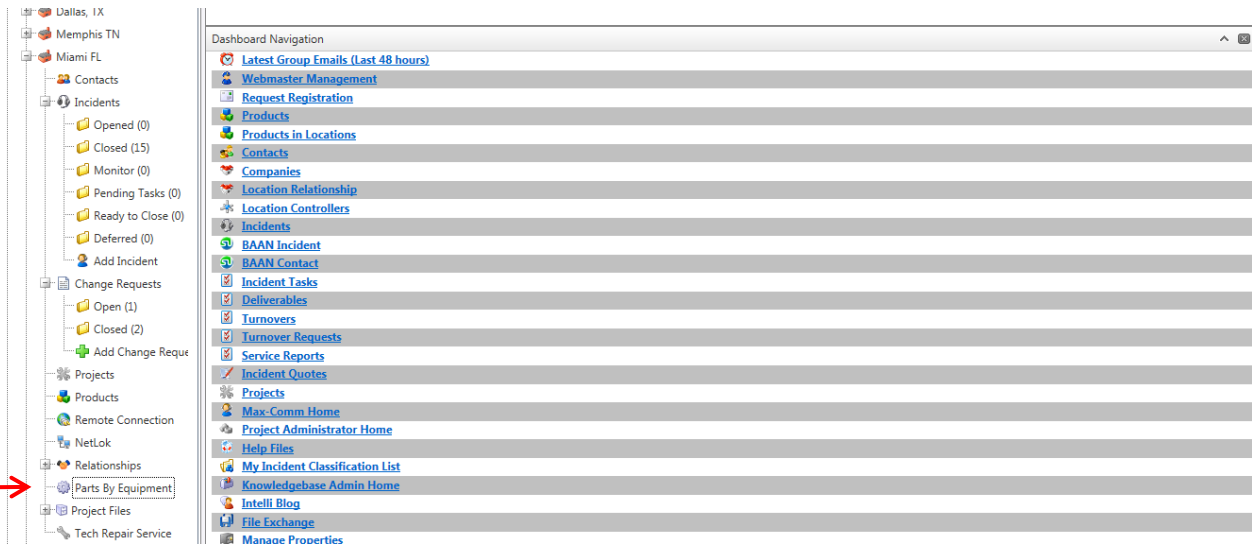 Dallas, TX
Memphis TN
Miami FL
Contacts
Incidents
Opened (0)
Closed (15)
Monitor (0)
Pending Tasks (0)
Ready to Close (0)
Deferred (0)
Add Incident
Change Requests
Open (1)
Closed (2)
Add Change Reque
Projects
Products
Remote Connection
NetLok
Relationships
Parts By Equipment
Project Files
Tech Repair Service
Dashboard Navigation
Latest Group Emails (Last 48 hours)
Webmaster Management
Request Registration
Products
Products in Locations
Contacts
Companies
Location Relationship
Location Controllers
Incidents
BAAN Incident
BAAN Contact
Incident Tasks
Deliverables
Turnovers
Turnover Requests
Service Reports
Incident Quotes
Projects
Max-Comm Home
Project Administrator Home
Help Files
My Incident Classification List
Knowledgebase Admin Home
Intelli Blog
File Exchange
Manage Properties